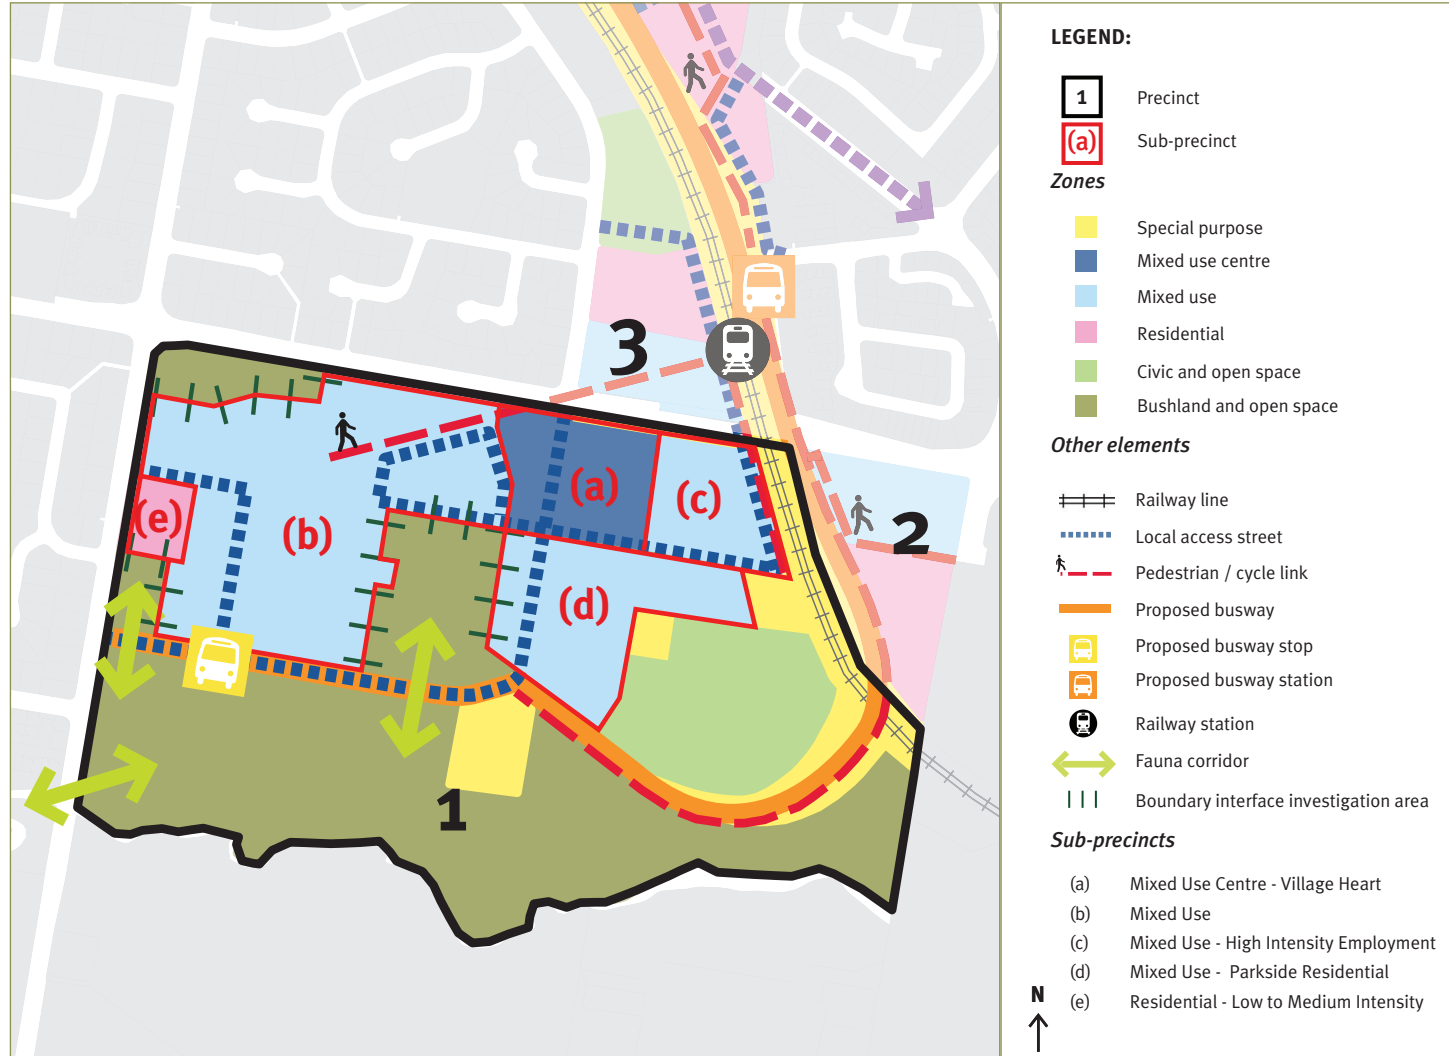 3
2
(a)
(c)
(e)
(b)
(d)
1
LEGEND:
1 Precinct
(a) Sub-precinct
Zones
Special purpose
Mixed use centre
Mixed use
Residential
Civic and open space
Bushland and open space
Other elements
Railway line
Local access street
Pedestrian / cycle link
Proposed busway
Proposed busway stop
Proposed busway station
Railway station
Fauna corridor
Boundary interface investigation area
Sub-precincts
(a) Mixed Use Centre - Village Heart
(b) Mixed Use
(c) Mixed Use - High Intensity Employment
(d) Mixed Use - Parkside Residential
(e) Residential - Low to Medium Intensity
N